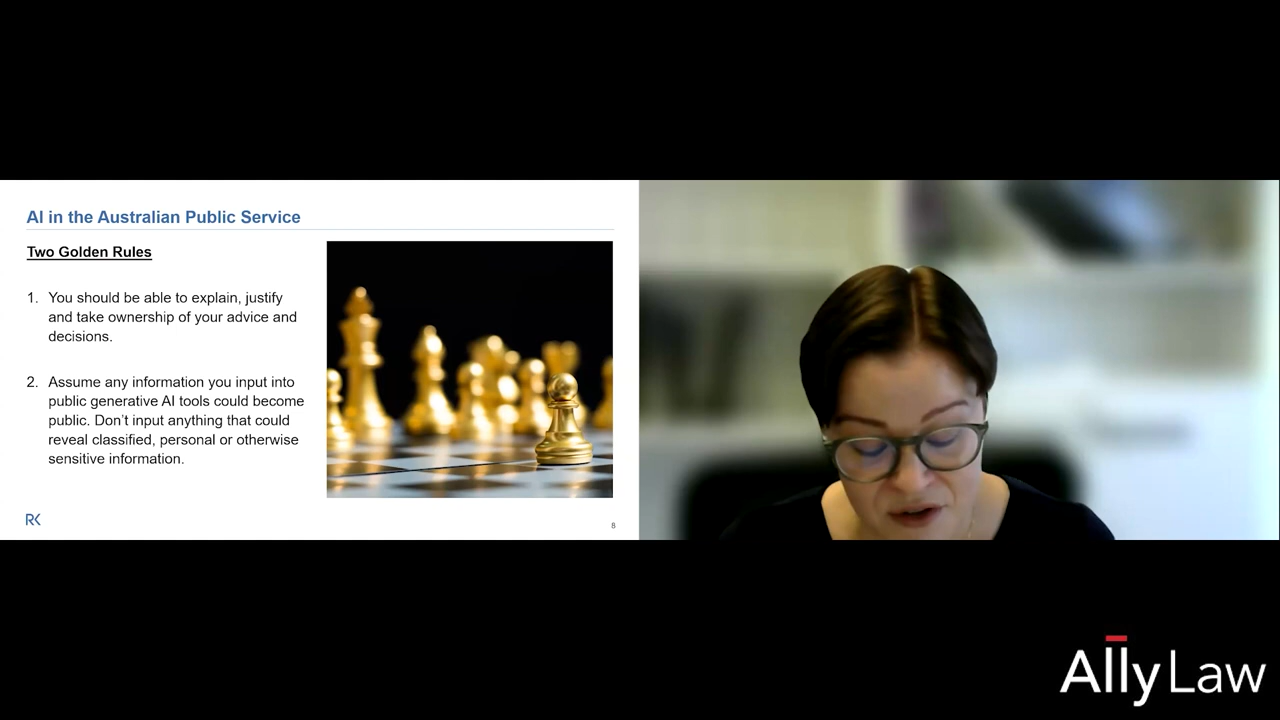 AI in the Australian Public Service
Two Golden Rules
1. You should be able to explain, justify
and take ownership of your advice and
decisions.
2. Assume any information you input into
public generative AI tools could become
public. Don’t input anything that could
reveal classified, personal or otherwise
sensitive information.
RK
8
Ally Law